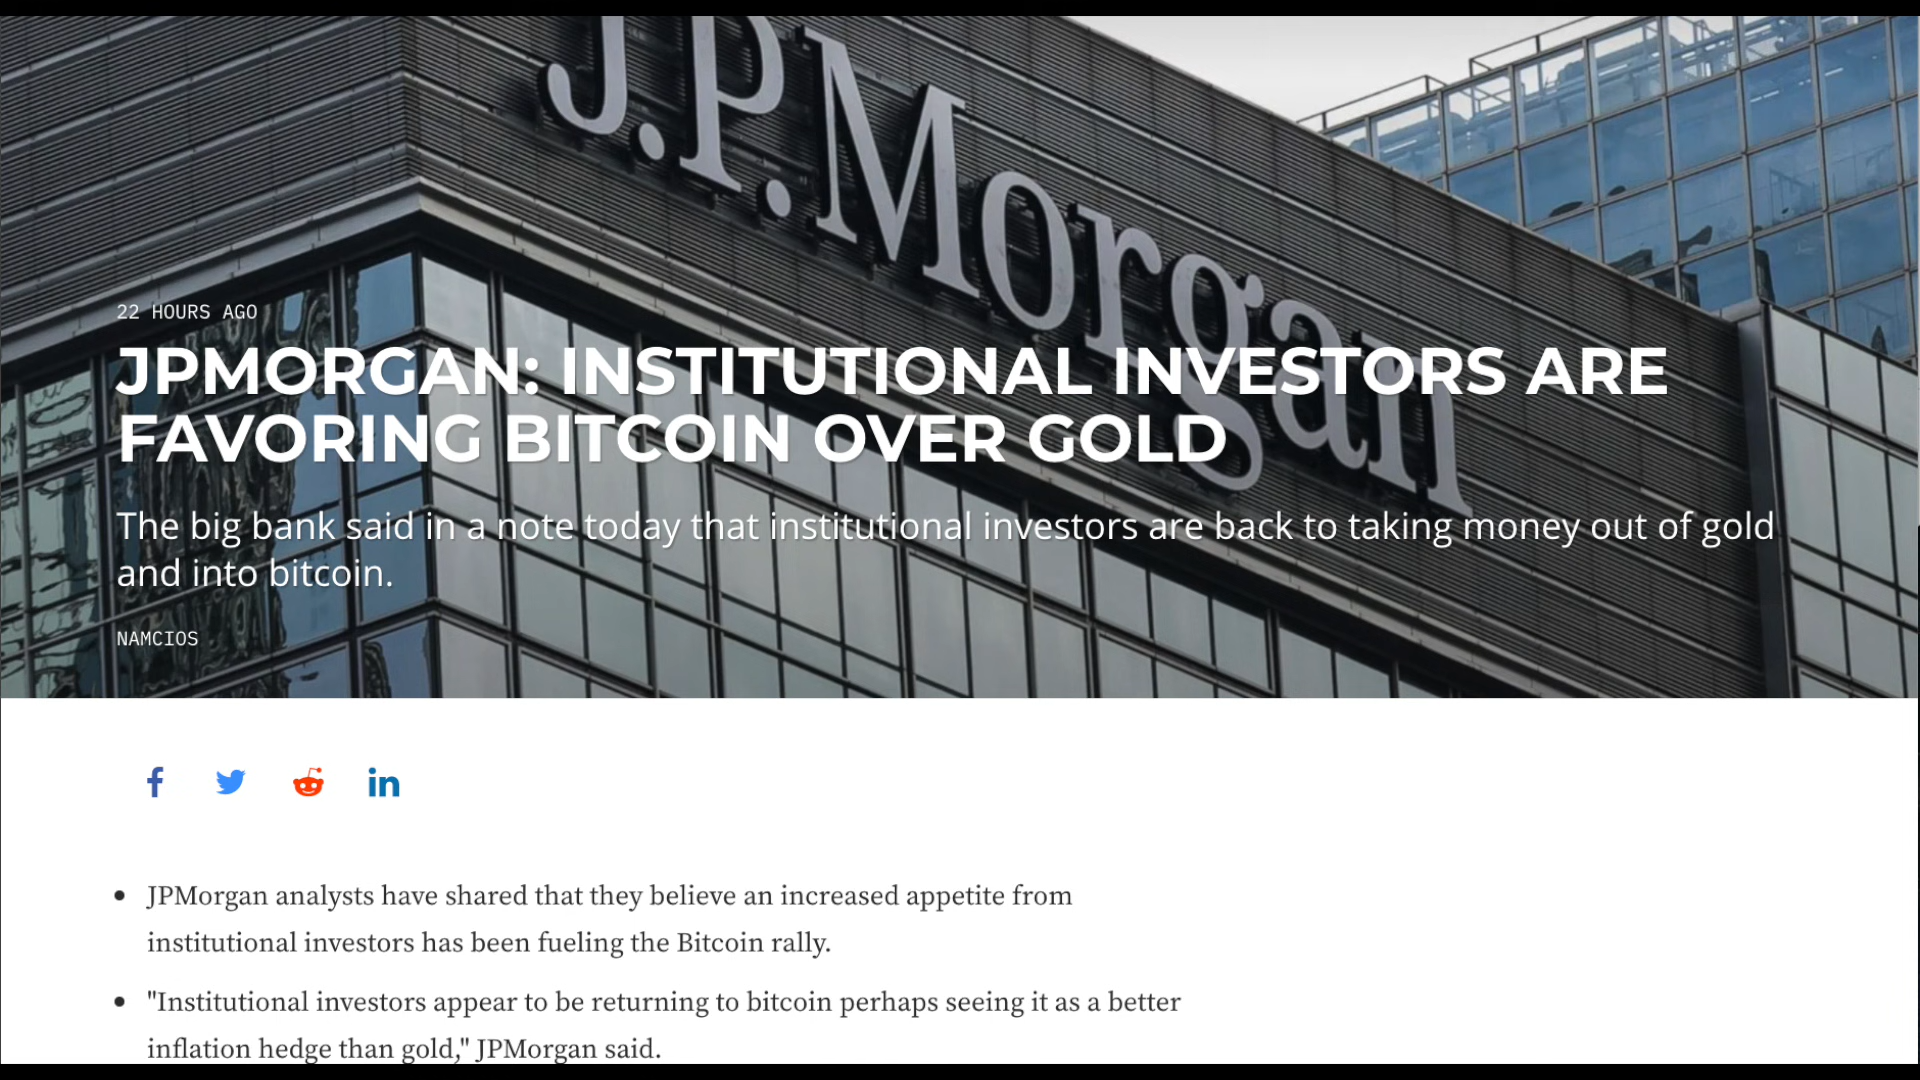 J.P.Morgan
22 HOURS AGO
JPMORGAN: INSTITUTIONAL INVESTORS ARE
FAVORING BITCOIN OVER GOLD
The big bank said in a note today that institutional investors are back to taking money out of gold
and into bitcoin.
NAMCIOS
f
in
• JPMorgan analysts have shared that they believe an increased appetite from
institutional investors has been fueling the Bitcoin rally.
• "Institutional investors appear to be returning to bitcoin perhaps seeing it as a better
inflation hedge than gold," JPMorgan said.